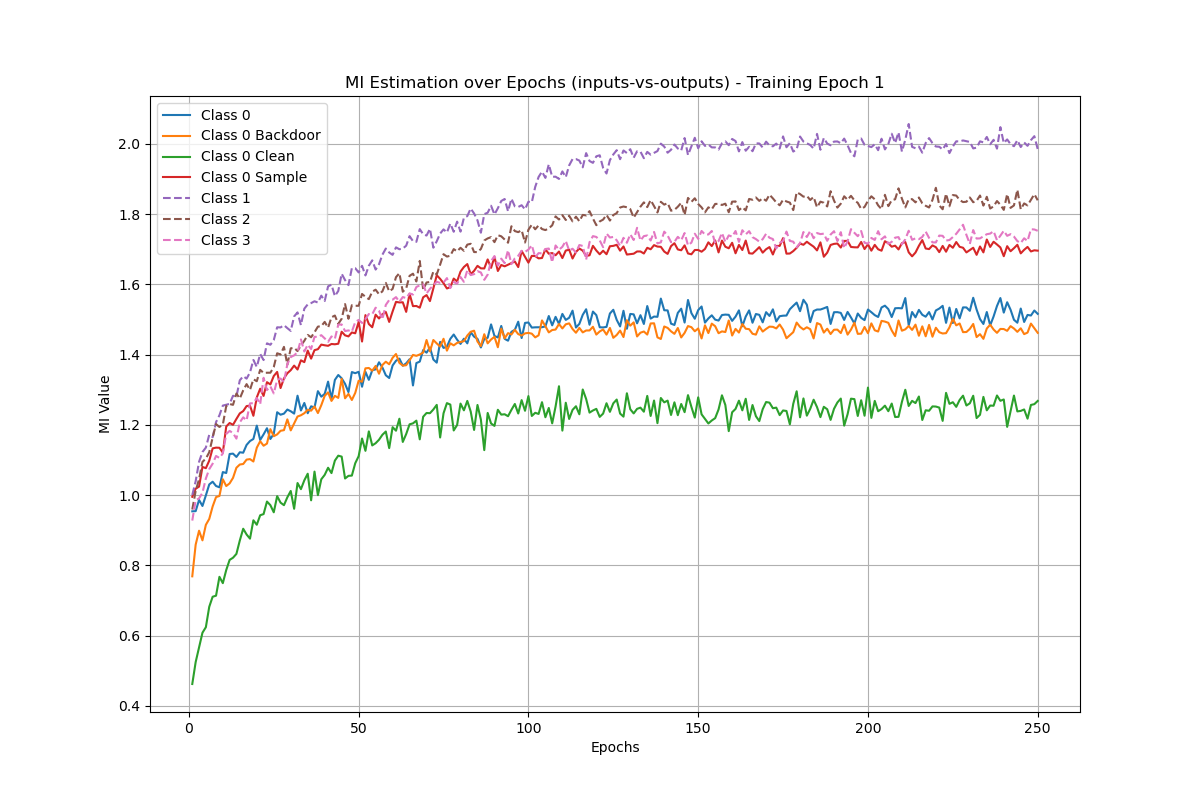 MI Estimation over Epochs (inputs-vs-outputs) - Training Epoch 1
Class 0
Class 0 Backdoor
Class 0 Clean
Class 0 Sample
Class 1
Class 2
Class 3
2.0
1.8
1.6
1.4
1.2
1.0
0.8
0.6
0.4
MI Value
0 50 100 150 200 250
Epochs